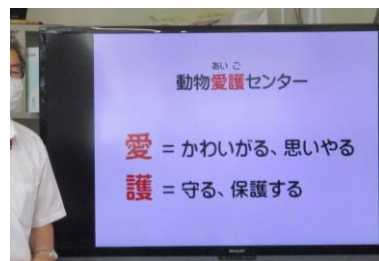 あいご
動物愛護センター
愛 = かわいがる、思いやる
護 = 守る、保護する
SHARP